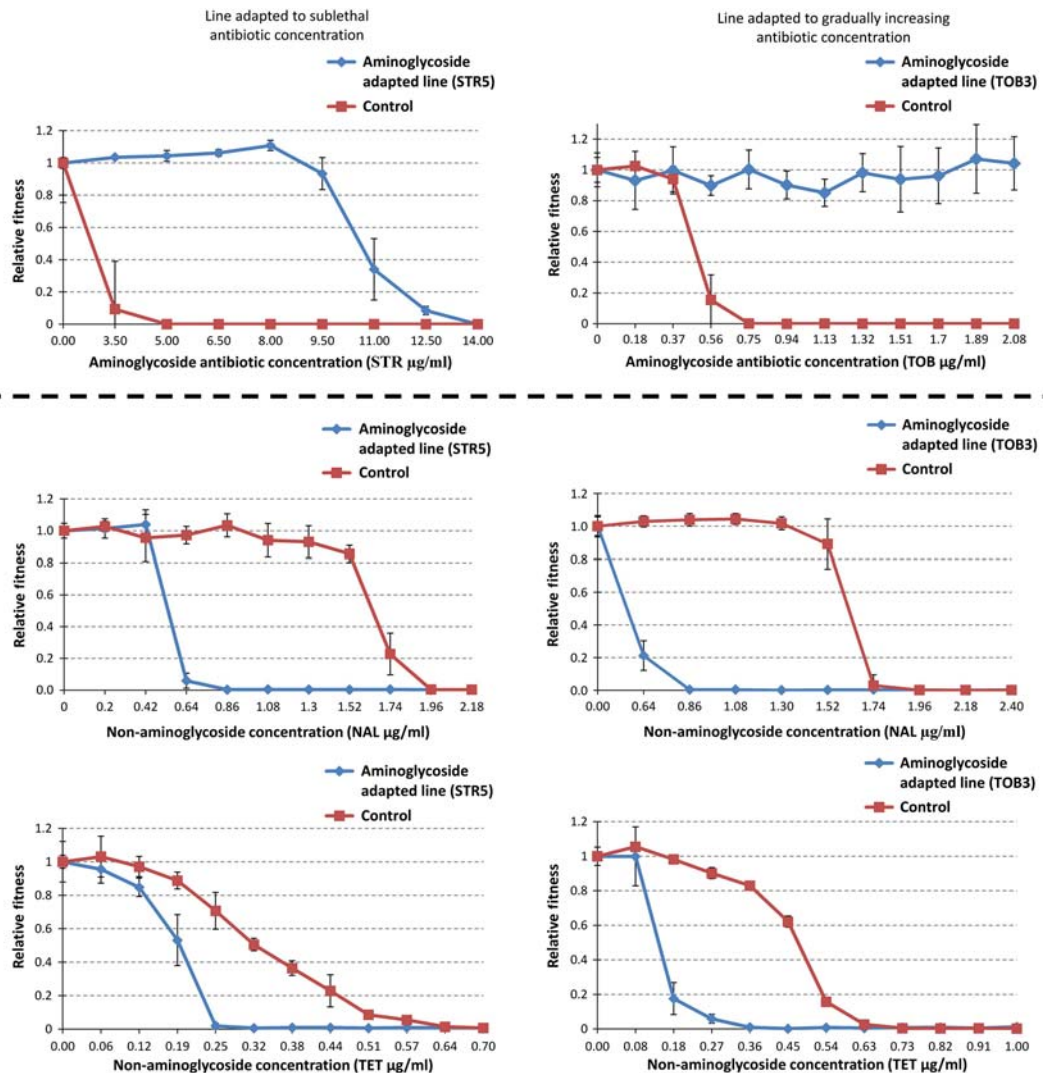 Line adapted to sublethal
antibiotic concentration
Aminoglycoside
adapted line (STR5)
Control
Relative fitness
1.2
1
0.8
0.6
0.4
0.2
0
0.00 3.50 5.00 6.50 8.00 9.50 11.00 12.50 14.00
Aminoglycoside antibiotic concentration (STR µg/ml)
Line adapted to gradually increasing
antibiotic concentration
Aminoglycoside
adapted line (TOB3)
Control
Relative fitness
1.2
1
0.8
0.6
0.4
0.2
0
0 0.18 0.37 0.56 0.75 0.94 1.13 1.32 1.51 1.7 1.89 2.08
Aminoglycoside antibiotic concentration (TOB µg/ml)
Aminoglycoside
adapted line (STR5)
Control
Relative fitness
1.2
1.0
0.8
0.6
0.4
0.2
0.0
0 0.2 0.42 0.64 0.86 1.08 1.3 1.52 1.74 1.96 2.18
Non-aminoglycoside concentration (NAL µg/ml)
Aminoglycoside
adapted line (TOB3)
Control
Relative fitness
1.2
1
0.8
0.6
0.4
0.2
0
0.00 0.64 0.86 1.08 1.30 1.52 1.74 1.96 2.18 2.40
Non-aminoglycoside concentration (NAL µg/ml)
Aminoglycoside
adapted line (STR5)
Control
Relative fitness
1.2
1
0.8
0.6
0.4
0.2
0
0.00 0.06 0.12 0.19 0.25 0.32 0.38 0.44 0.51 0.57 0.64 0.70
Non-aminoglycoside concentration (TET µg/ml)
Aminoglycoside
adapted line (TOB3)
Control
Relative fitness
1.2
1
0.8
0.6
0.4
0.2
0
0.00 0.08 0.18 0.27 0.36 0.45 0.54 0.63 0.73 0.82 0.91 1.00
Non-aminoglycoside concentration (TET µg/ml)